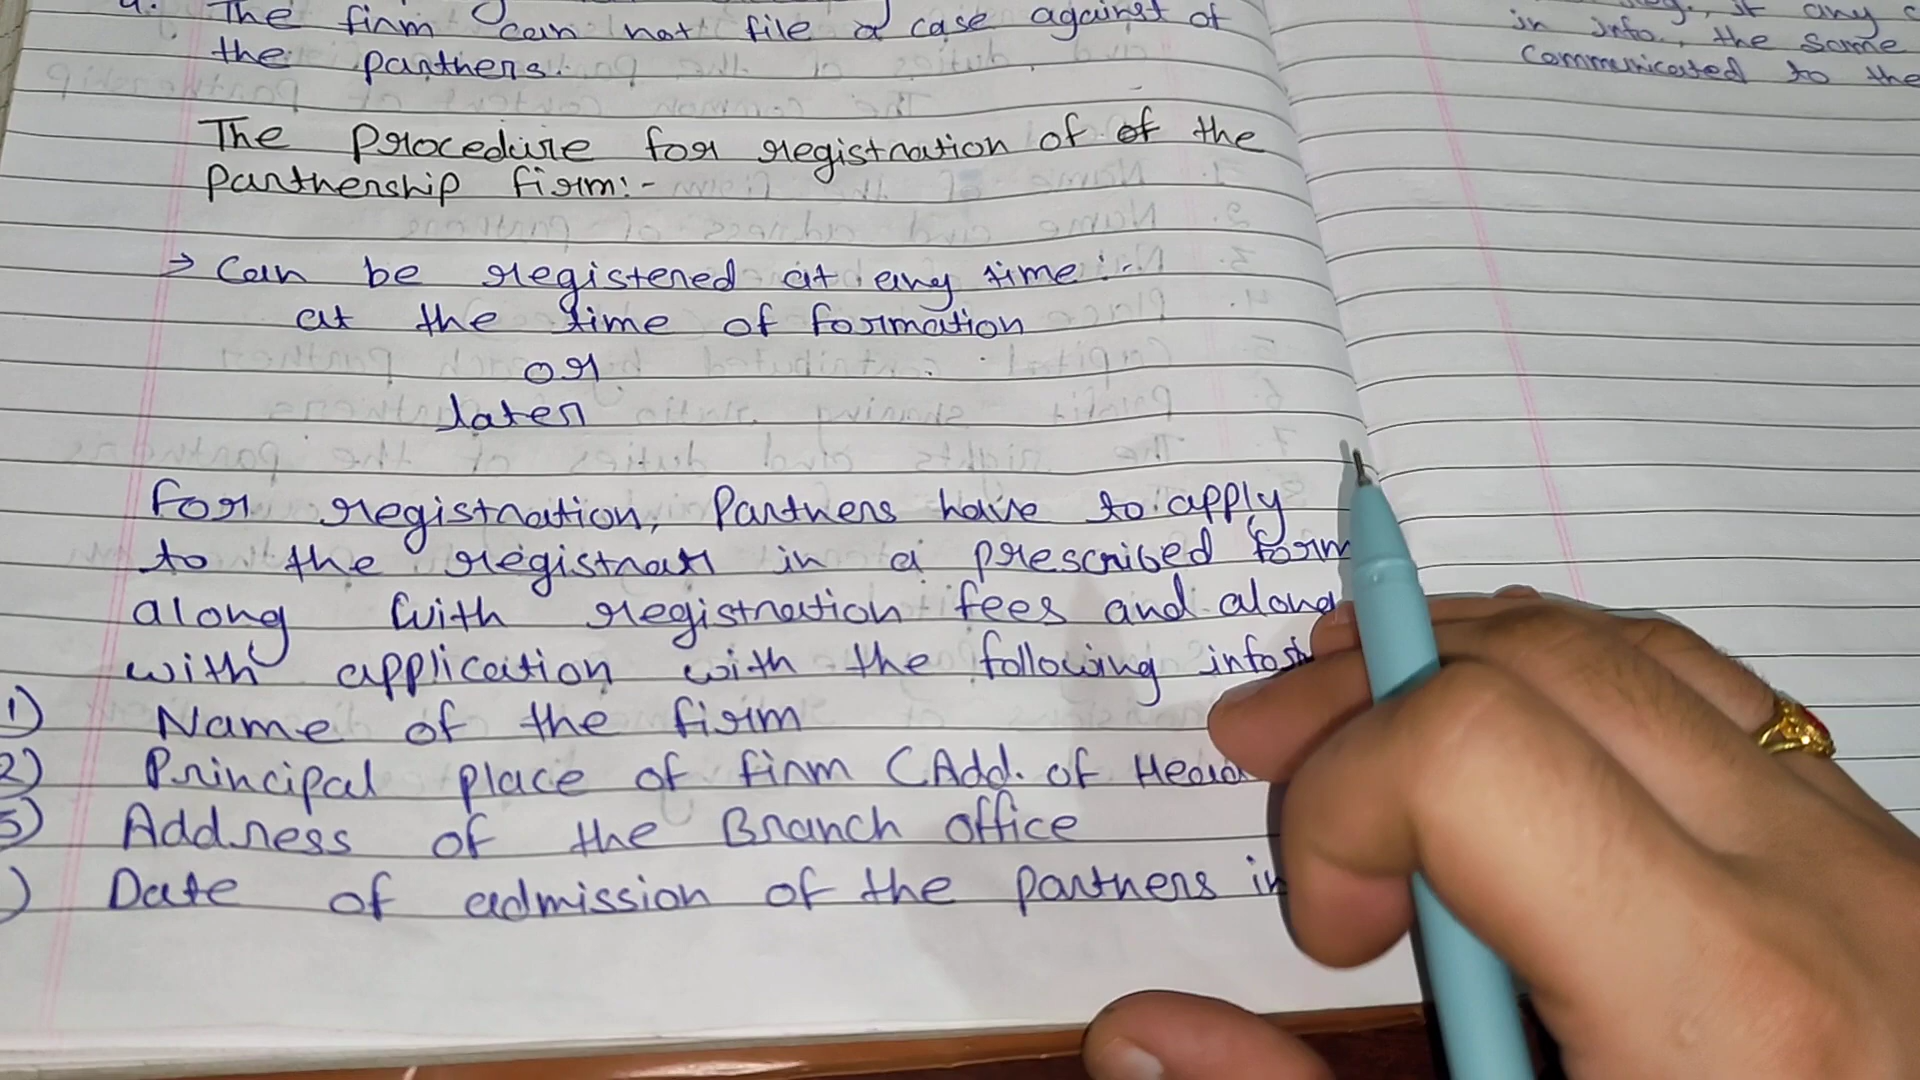 4. The firm can not file a case against of
the partners.
The procedure for registration of of the
partnership firm:-
→ Can be registered at any time:-
at the time of formation
or
later
For registration, Partners have to apply
to the registrar in a prescribed form
along with registration fees and along
with application with the following
1) Name of the firm
2) Principal place of firm (Add. of Head
3) Address of the Branch office
) Date of admission of the partners in
if any
in info., the same
communicated to the